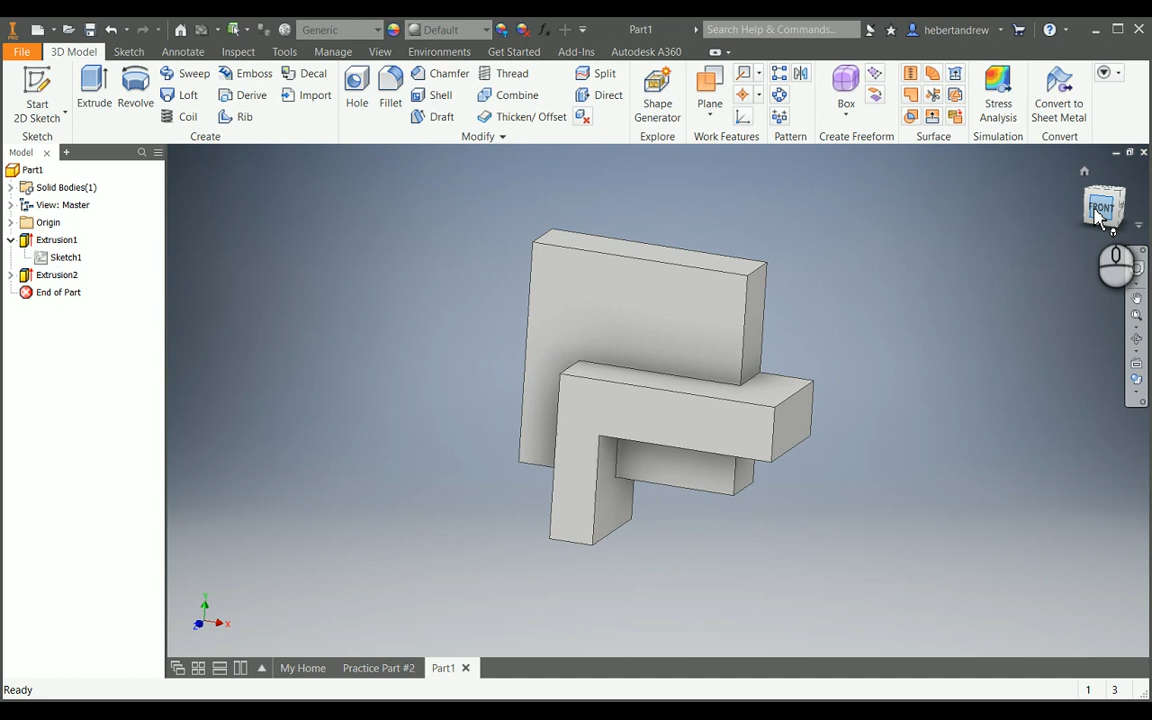 PRO Generic Default Part1 Search Help & Commands... hebertandrew
File 3D Model Sketch Annotate Inspect Tools Manage View Environments Get Started Add-Ins Autodesk A360
Start 2D Sketch Extrude Revolve Sweep Emboss Decal Hole Fillet Chamfer Thread Split Shape Generator Plane Box Stress Analysis Convert to Sheet Metal
Loft Derive Import Shell Combine Direct
Coil Rib Draft Thicken/ Offset
Sketch Create Modify Explore Work Features Pattern Create Freeform Surface Simulation Convert
Model
Part1
Solid Bodies(1)
View: Master
Origin
Extrusion1
Sketch1
Extrusion2
End of Part
FRONT
Y
X
Z
My Home Practice Part #2 Part1
Ready 1 3